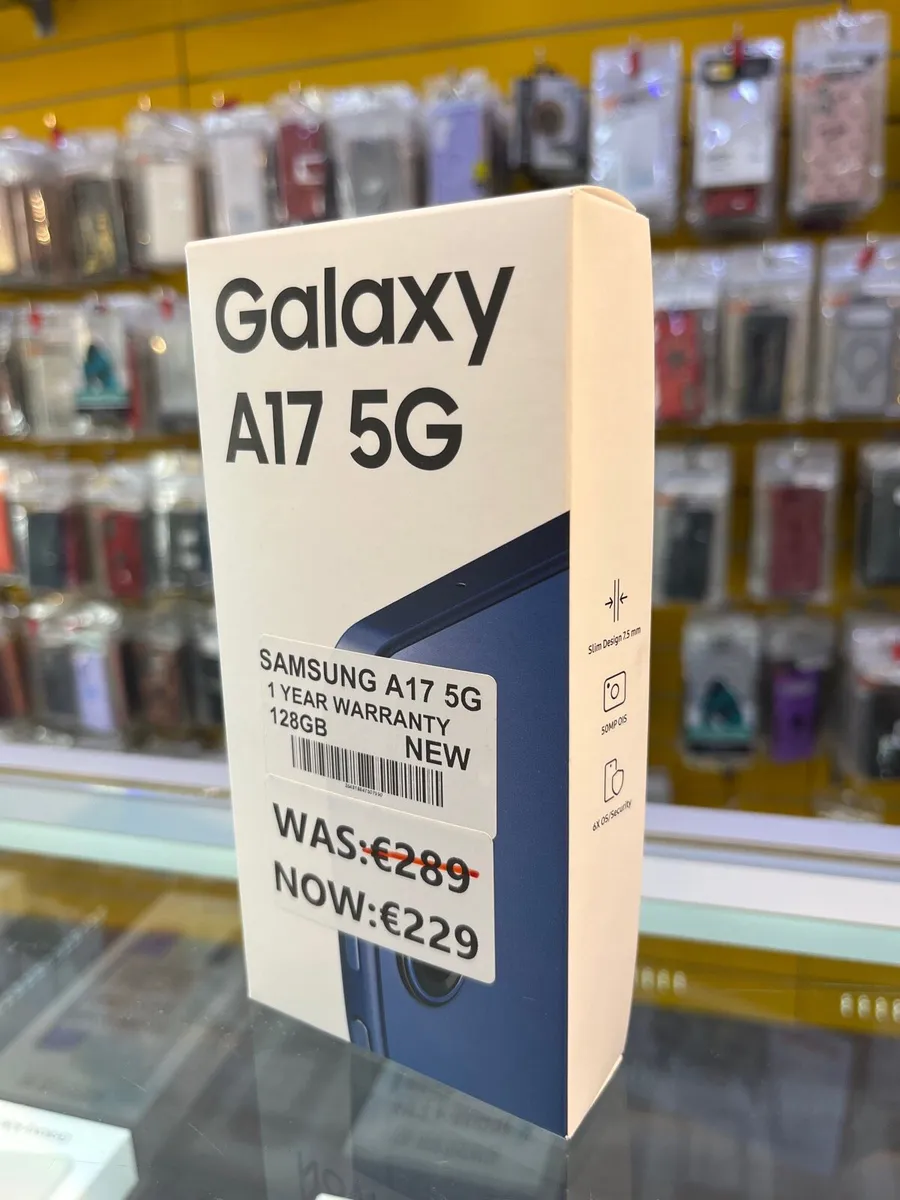 Galaxy
A17 5G
SAMSUNG A17 5G
1 YEAR WARRANTY
128GB
NEW
WAS:€289
NOW:€229
Slim Design 7.5 mm
50MP OIS
6X OS/Security